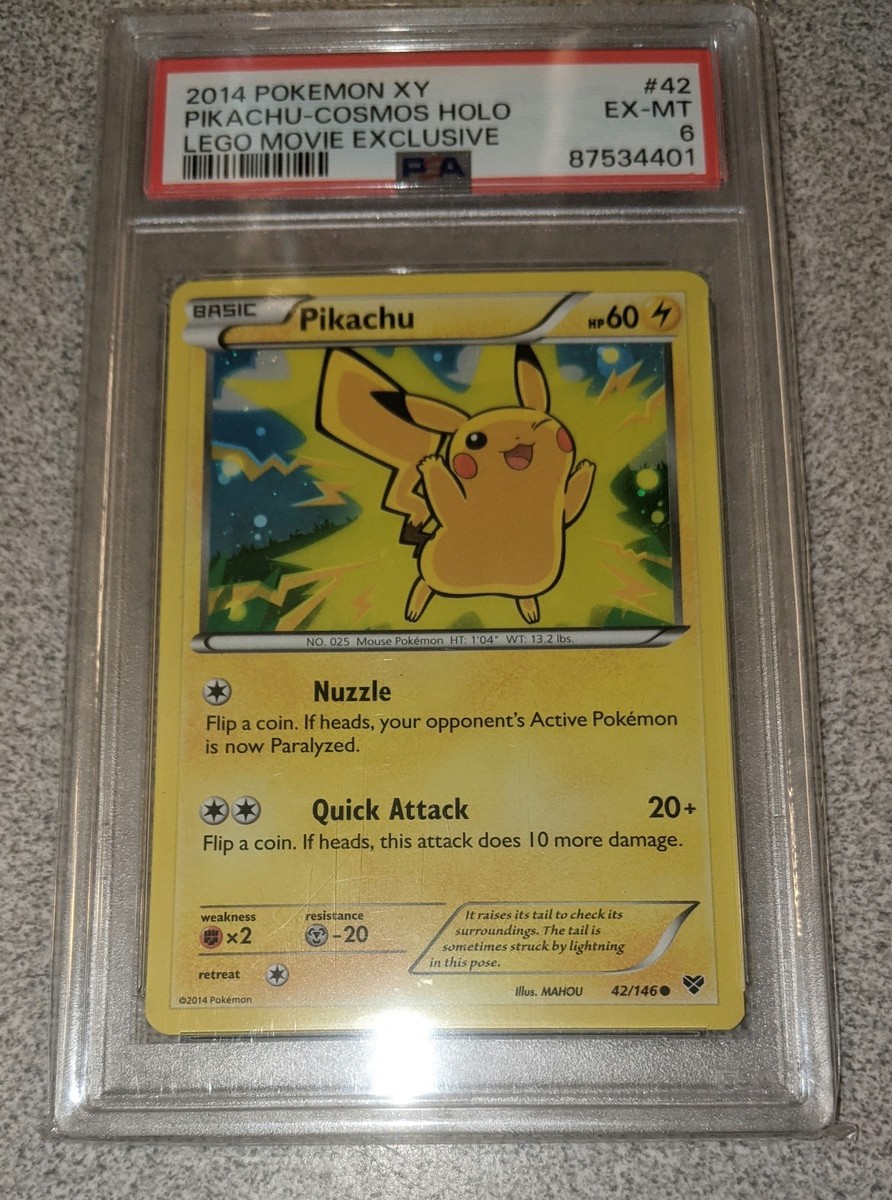 2014 POKEMON XY #42
PIKACHU-COSMOS HOLO EX-MT
LEGO MOVIE EXCLUSIVE 6
87534401
BASIC Pikachu HP60
NO. 025 Mouse Pokémon HT: 1'04" WT: 13.2 lbs.
Nuzzle
Flip a coin. If heads, your opponent's Active Pokémon
is now Paralyzed.
Quick Attack 20+
Flip a coin. If heads, this attack does 10 more damage.
weakness resistance
×2 -20
retreat
It raises its tail to check its
surroundings. The tail is
sometimes struck by lightning
in this pose.
©2014 Pokémon Illus. MAHOU 42/146